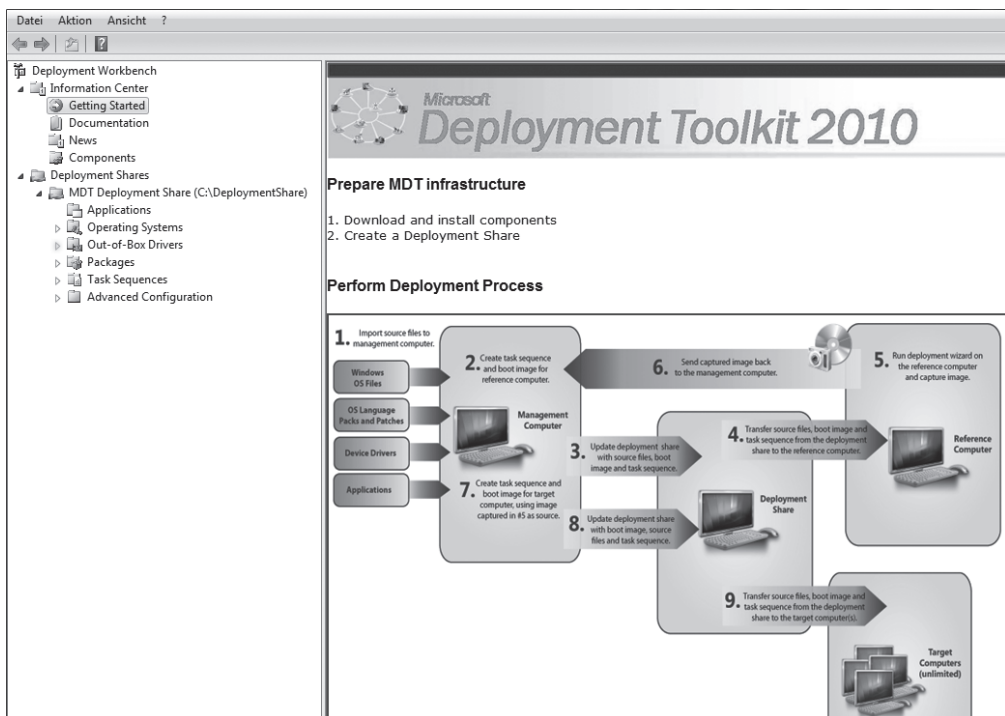 Datei Aktion Ansicht ?
Deployment Workbench
Information Center
Getting Started
Documentation
News
Components
Deployment Shares
MDT Deployment Share (C:\DeploymentShare)
Applications
Operating Systems
Out-of-Box Drivers
Packages
Task Sequences
Advanced Configuration
Microsoft
Deployment Toolkit 2010
Prepare MDT infrastructure
1. Download and install components
2. Create a Deployment Share
Perform Deployment Process
1. Import source files to
management computer.
Windows
OS Files
OS Language
Packs and Patches
Device Drivers
Applications
2. Create task sequence
and boot image for
reference computer.
Management
Computer
7. Create task sequence and
boot image for target
computer, using image
captured in #5 as source.
6. Send captured image back
to the management computer.
5. Run deployment wizard on
the reference computer
and capture image.
3. Update deployment share
with source files, boot
image and task sequence.
4. Transfer source files, boot image and
task sequence from the deployment
share to the reference computer.
Reference
Computer
8. Update deployment share
with boot image, source
files and task sequence.
Deployment
Share
9. Transfer source files, boot image and
task sequence from the deployment
share to the target computer(s).
Target
Computers
(unlimited)